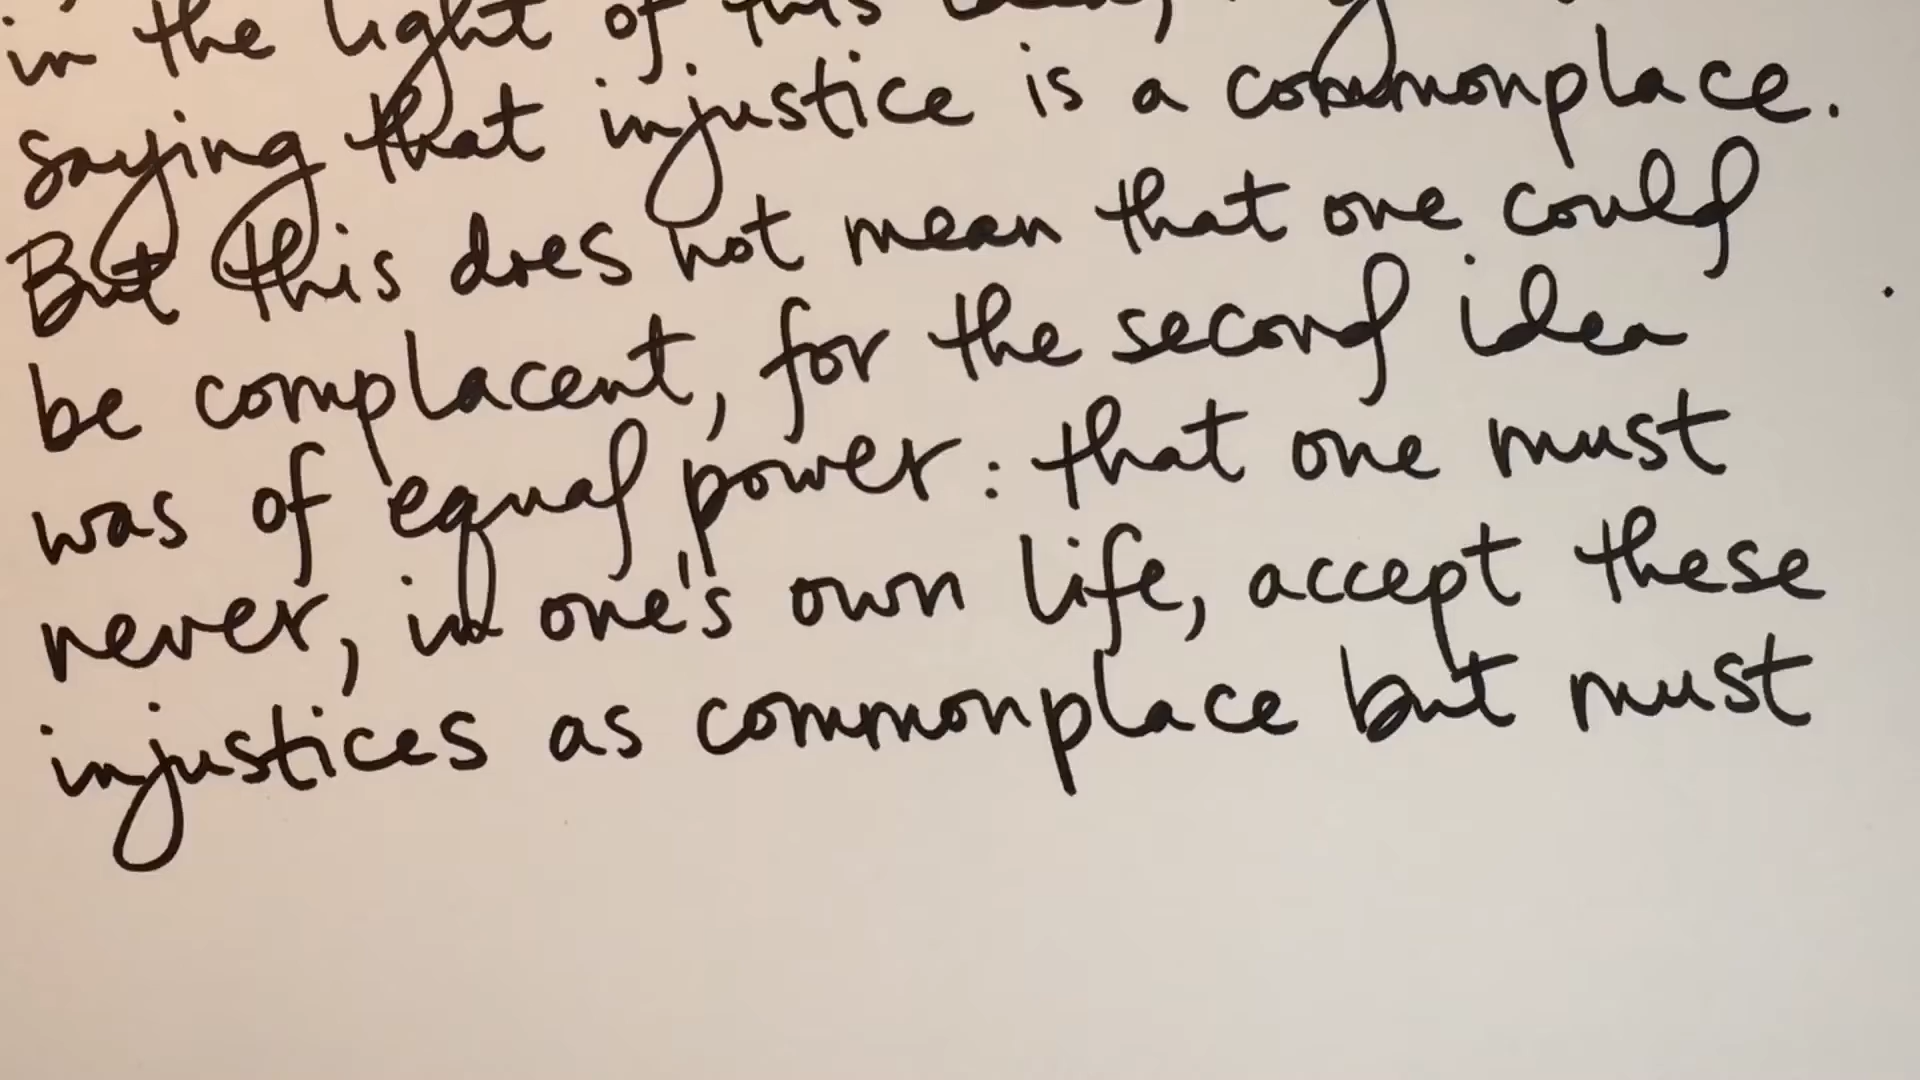 in the light of this
saying that injustice is a commonplace.
But this does not mean that one could
be complacent, for the second idea
was of equal power: that one must
never, in one's own life, accept these
injustices as commonplace but must